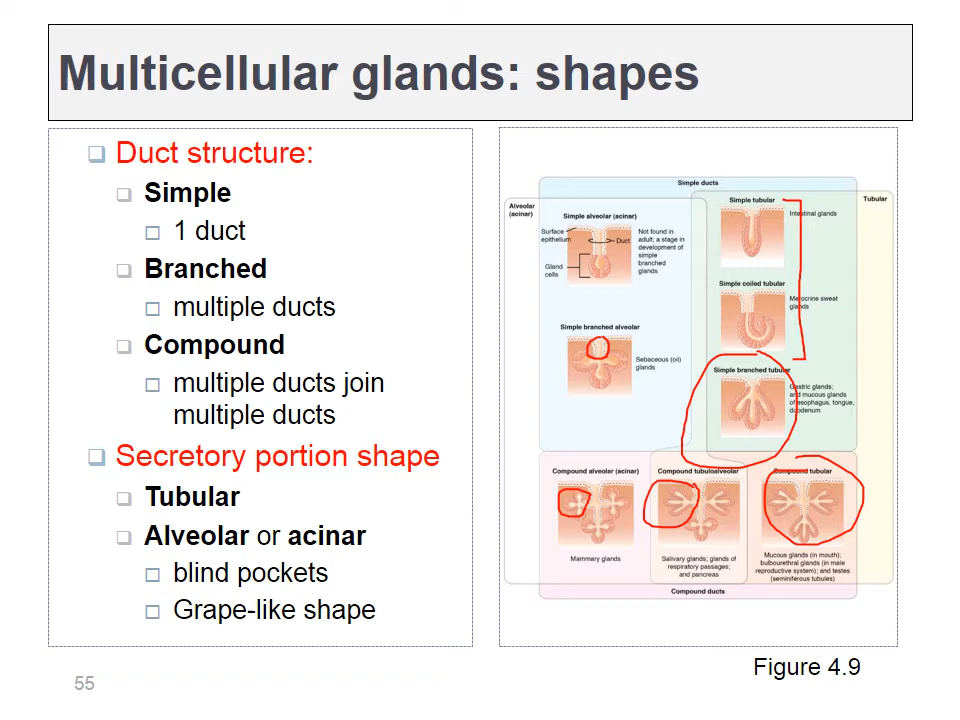 Multicellular glands: shapes
Duct structure:
Simple
1 duct
Branched
multiple ducts
Compound
multiple ducts join
multiple ducts
Secretory portion shape
Tubular
Alveolar or acinar
blind pockets
Grape-like shape
Simple ducts
Alveolar
(acinar)
Tubular
Simple alveolar (acinar)
Surface
epithelium
Duct
Gland
cells
Not found in
adult; a stage in
development of
simple
branched
glands
Simple tubular
Intestinal glands
Simple coiled tubular
Merocrine sweat
glands
Simple branched alveolar
Sebaceous (oil)
glands
Simple branched tubular
Gastric glands;
and mucous glands
of esophagus, tongue,
duodenum
Compound alveolar (acinar)
Mammary glands
Compound tubuloalveolar
Salivary glands; glands of
respiratory passages;
and pancreas
Compound tubular
Mucous glands (in mouth);
bulbourethral glands (in male
reproductive system); and testes
(seminiferous tubules)
Compound ducts
Figure 4.9
55